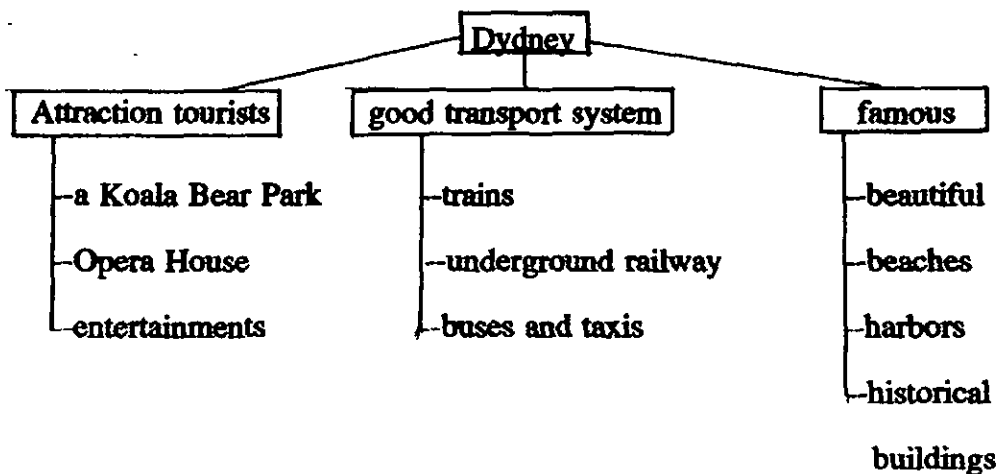 Dydney
Attraction tourists
a Koala Bear Park
Opera House
entertainments
good transport system
trains
underground railway
buses and taxis
famous
beautiful
beaches
harbors
historical
buildings